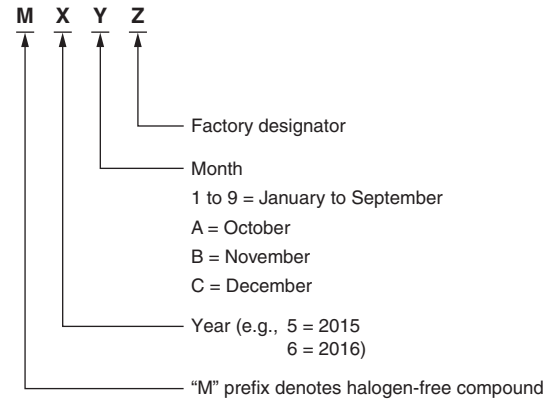 M X Y Z
Factory designator
Month
1 to 9 = January to September
A = October
B = November
C = December
Year (e.g., 5 = 2015
6 = 2016)
“M” prefix denotes halogen-free compound